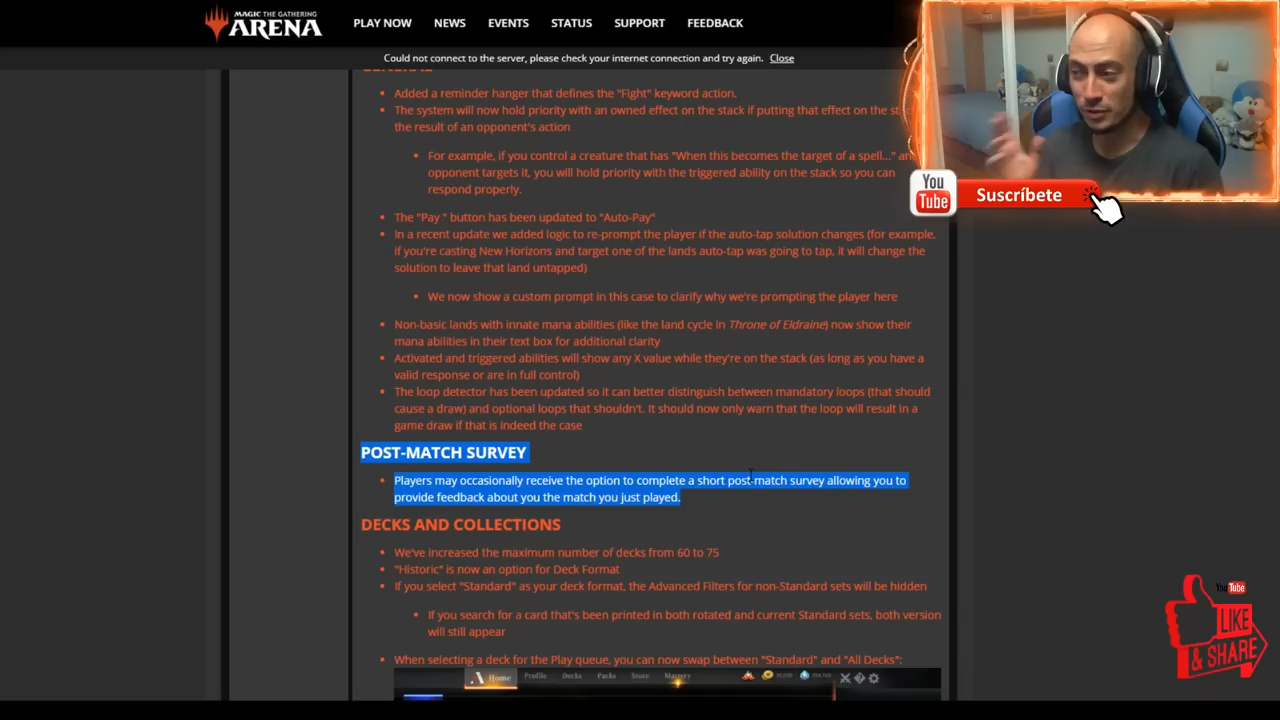 MAGIC THE GATHERING
ARENA
PLAY NOW
NEWS
EVENTS
STATUS
SUPPORT
FEEDBACK
Could not connect to the server, please check your internet connection and try again. Close
Added a reminder hanger that defines the "Fight" keyword action.
The system will now hold priority with an owned effect on the stack if putting that effect on the
the result of an opponent's action
For example, if you control a creature that has "When this becomes the target of a spell..."
opponent targets it, you will hold priority with the triggered ability on the stack so you can
respond properly.
The "Pay " button has been updated to "Auto-Pay"
In a recent update we added logic to re-prompt the player if the auto-tap solution changes (for example,
if you're casting New Horizons and target one of the lands auto-tap was going to tap, it will change the
solution to leave that land untapped)
We now show a custom prompt in this case to clarify why we're prompting the player here
Non-basic lands with innate mana abilities (like the land cycle in Throne of Eldraine) now show their
mana abilities in their text box for additional clarity
Activated and triggered abilities will show any X value while they're on the stack (as long as you have a
valid response or are in full control)
The loop detector has been updated so it can better distinguish between mandatory loops (that should
cause a draw) and optional loops that shouldn't. It should now only warn that the loop will result in a
game draw if that is indeed the case
POST-MATCH SURVEY
Players may occasionally receive the option to complete a short post-match survey allowing you to
provide feedback about you the match you just played.
DECKS AND COLLECTIONS
We've increased the maximum number of decks from 60 to 75
"Historic" is now an option for Deck Format
If you select "Standard" as your deck format, the Advanced Filters for non-Standard sets will be hidden
If you search for a card that's been printed in both rotated and current Standard sets, both version
will still appear
When selecting a deck for the Play queue, you can now swap between "Standard" and "All Decks":
Home
Profile
Decks
Packs
Store
Mastery
You
Tube
Suscríbete
You Tube
LIKE
& SHARE